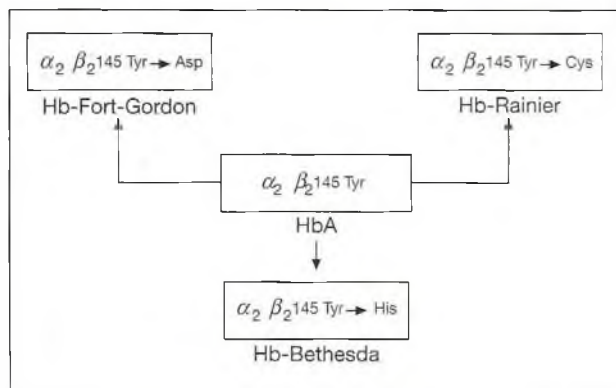 α₂ β₂145 Tyr → Asp
Hb-Fort-Gordon
α₂ β₂145 Tyr → Cys
Hb-Rainier
α₂ β₂145 Tyr
HbA
α₂ β₂145 Tyr → His
Hb-Bethesda